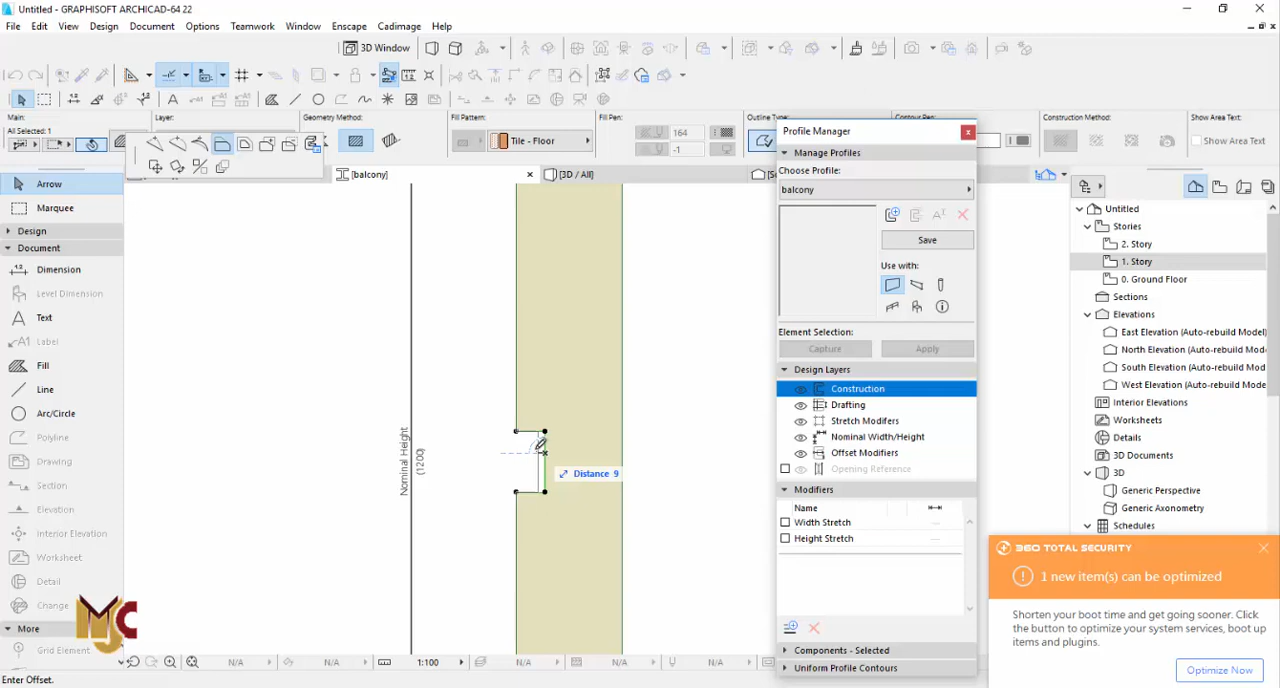 Untitled - GRAPHISOFT ARCHICAD-64 22
File Edit View Design Document Options Teamwork Window Enscape Cadimage Help
3D Window
Main: Layer: Geometry Method: Fill Pattern: Fill Pen: Outline Type: Construction Method: Show Area Text:
All Selected: 1
Tile - Floor
164
-1
Show Area Text
[balcony]
[3D / All]
Arrow
Marquee
Design
Document
Dimension
Level Dimension
Text
Label
Fill
Line
Arc/Circle
Polyline
Drawing
Section
Elevation
Interior Elevation
Worksheet
Detail
Change
More
Grid Element
MJC
Nominal Height
(1200)
Distance 9
Profile Manager
Manage Profiles
Choose Profile:
balcony
Save
Use with:
Element Selection:
Capture Apply
Design Layers
Construction
Drafting
Stretch Modifiers
Nominal Width/Height
Offset Modifiers
Opening Reference
Modifiers
Name
Width Stretch
Height Stretch
Components - Selected
Uniform Profile Contours
Untitled
Stories
2. Story
1. Story
0. Ground Floor
Sections
Elevations
East Elevation (Auto-rebuild Model)
North Elevation (Auto-rebuild Mode
South Elevation (Auto-rebuild Mode
West Elevation (Auto-rebuild Mode
Interior Elevations
Worksheets
Details
3D Documents
3D
Generic Perspective
Generic Axonometry
Schedules
360 TOTAL SECURITY
1 new item(s) can be optimized
Shorten your boot time and get going sooner. Click
the button to optimize your system services, boot up
items and plugins.
Optimize Now
N/A N/A 1:100 N/A N/A N/A
Enter Offset.